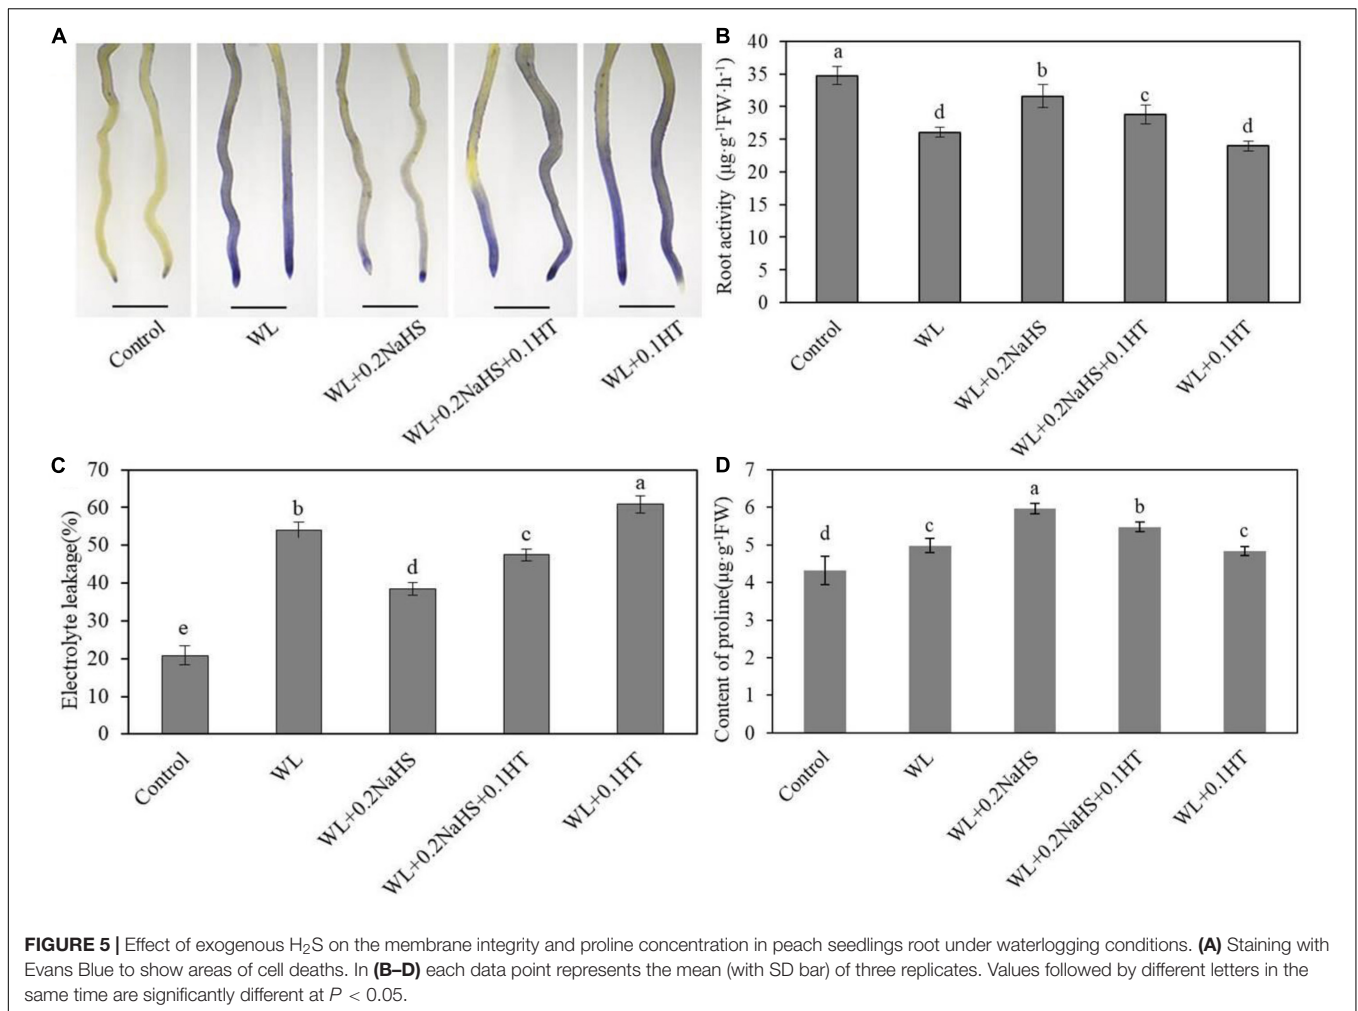 A
Control
WL
WL+0.2NaHS
WL+0.2NaHS+0.1HT
WL+0.1HT
B
Root activity (μg·g⁻¹FW·h⁻¹)
40
35
30
25
20
15
10
5
0
a
d
b
c
d
Control
WL
WL+0.2NaHS
WL+0.2NaHS+0.1HT
WL+0.1HT
C
Electrolyte leakage(%)
70
60
50
40
30
20
10
0
e
b
d
c
a
Control
WL
WL+0.2NaHS
WL+0.2NaHS+0.1HT
WL+0.1HT
D
Content of proline(μg·g⁻¹FW)
7
6
5
4
3
2
1
0
d
c
a
b
c
Control
WL
WL+0.2NaHS
WL+0.2NaHS+0.1HT
WL+0.1HT
FIGURE 5 | Effect of exogenous H₂S on the membrane integrity and proline concentration in peach seedlings root under waterlogging conditions. (A) Staining with
Evans Blue to show areas of cell deaths. In (B–D) each data point represents the mean (with SD bar) of three replicates. Values followed by different letters in the
same time are significantly different at P < 0.05.